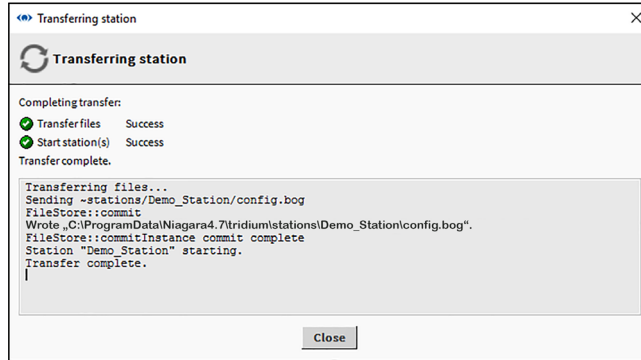 Transferring station
Transferring station
Completing transfer:
Transfer files Success
Start station(s) Success
Transfer complete.
Transferring files...
Sending ~stations/Demo_Station/config.bog
FileStore::commit
Wrote „C:\ProgramData\Niagara4.7\tridium\stations\Demo_Station\config.bog“.
FileStore::commitInstance commit complete
Station "Demo_Station" starting.
Transfer complete.
Close